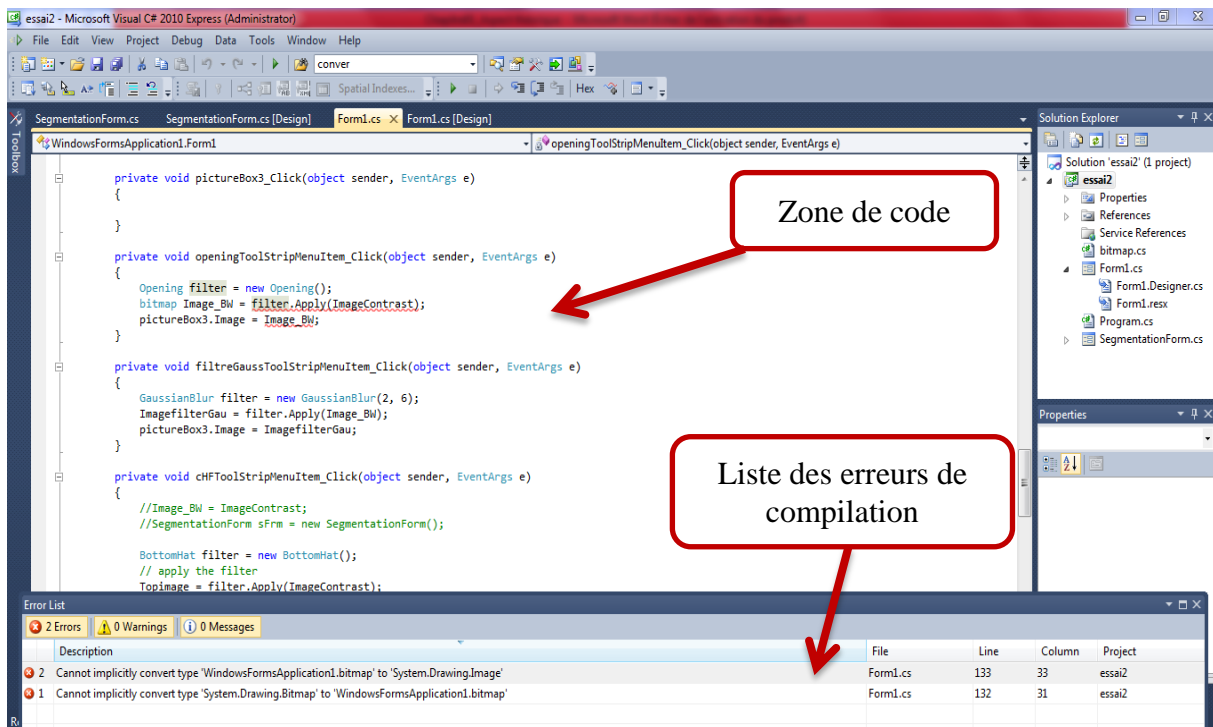 essai2 - Microsoft Visual C# 2010 Express (Administrator)
File Edit View Project Debug Data Tools Window Help
conver
Spatial Indexes...
Hex
SegmentationForm.cs SegmentationForm.cs [Design] Form1.cs Form1.cs [Design]
Toolbox
WindowsFormsApplication1.Form1 openingToolStripMenuItem_Click(object sender, EventArgs e)
private void pictureBox3_Click(object sender, EventArgs e)
{
}
private void openingToolStripMenuItem_Click(object sender, EventArgs e)
{
Opening filter = new Opening();
bitmap Image_BW = filter.Apply(ImageContrast);
pictureBox3.Image = Image_BW;
}
private void filtreGaussToolStripMenuItem_Click(object sender, EventArgs e)
{
GaussianBlur filter = new GaussianBlur(2, 6);
ImagefilterGau = filter.Apply(Image_BW);
pictureBox3.Image = ImagefilterGau;
}
private void cHFToolStripMenuItem_Click(object sender, EventArgs e)
{
//Image_BW = ImageContrast;
//SegmentationForm sFrm = new SegmentationForm();
BottomHat filter = new BottomHat();
// apply the filter
Topimage = filter.Apply(ImageContrast);
Zone de code
Liste des erreurs de
compilation
Solution Explorer
Solution 'essai2' (1 project)
essai2
Properties
References
Service References
bitmap.cs
Form1.cs
Form1.Designer.cs
Form1.resx
Program.cs
SegmentationForm.cs
Properties
Error List
2 Errors 0 Warnings 0 Messages
Description File Line Column Project
2 Cannot implicitly convert type 'WindowsFormsApplication1.bitmap' to 'System.Drawing.Image' Form1.cs 133 33 essai2
1 Cannot implicitly convert type 'System.Drawing.Bitmap' to 'WindowsFormsApplication1.bitmap' Form1.cs 132 31 essai2